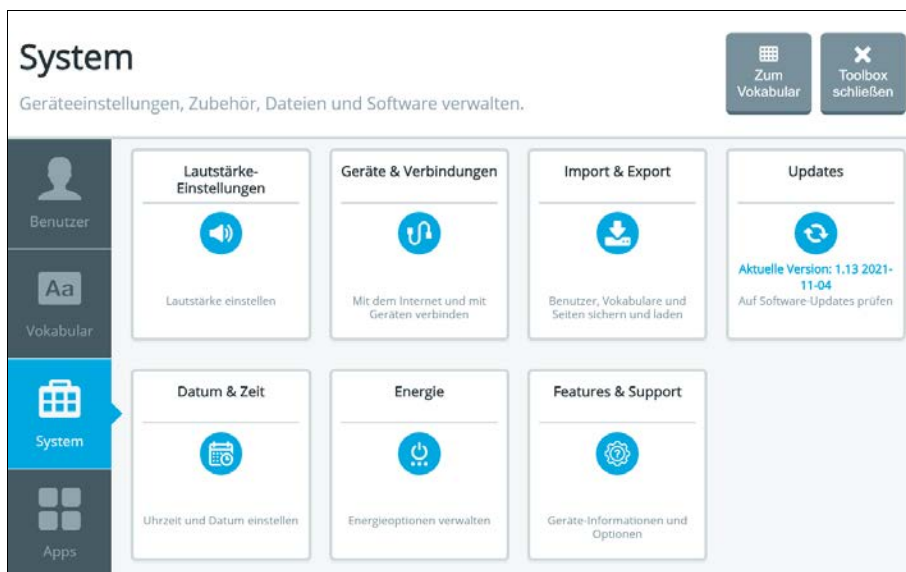 System
Geräteeinstellungen, Zubehör, Dateien und Software verwalten.
Zum
Vokabular
Toolbox
schließen
Benutzer
Aa
Vokabular
System
Apps
Lautstärke-
Einstellungen
Lautstärke einstellen
Geräte & Verbindungen
Mit dem Internet und mit
Geräten verbinden
Import & Export
Benutzer, Vokabulare und
Seiten sichern und laden
Updates
Aktuelle Version: 1.13 2021-
11-04
Auf Software-Updates prüfen
Datum & Zeit
Uhrzeit und Datum einstellen
Energie
Energieoptionen verwalten
Features & Support
?
Geräte-Informationen und
Optionen